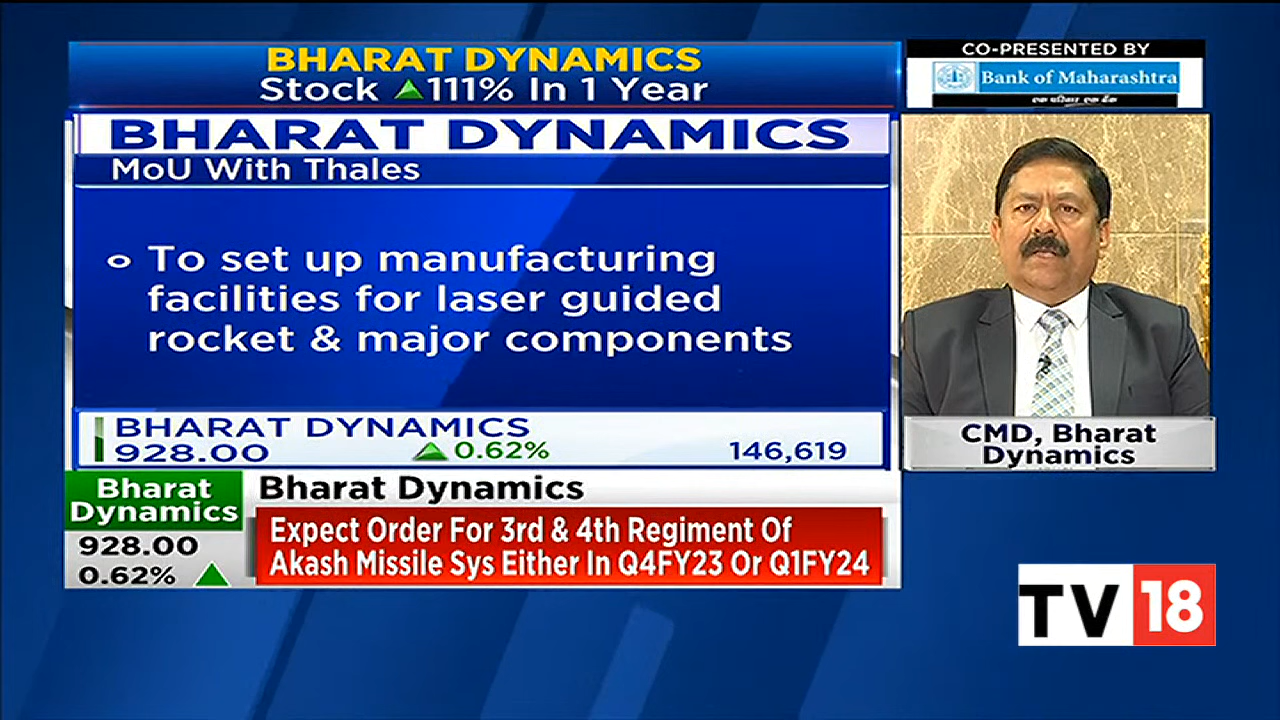 BHARAT DYNAMICS
Stock ▲111% In 1 Year
CO-PRESENTED BY
Bank of Maharashtra
एक परिवार एक बैंक
BHARAT DYNAMICS
MoU With Thales
To set up manufacturing
facilities for laser guided
rocket & major components
BHARAT DYNAMICS
928.00 ▲0.62% 146,619
CMD, Bharat
Dynamics
Bharat
Dynamics
928.00
0.62% ▲
Bharat Dynamics
Expect Order For 3rd & 4th Regiment Of
Akash Missile Sys Either In Q4FY23 Or Q1FY24
TV18